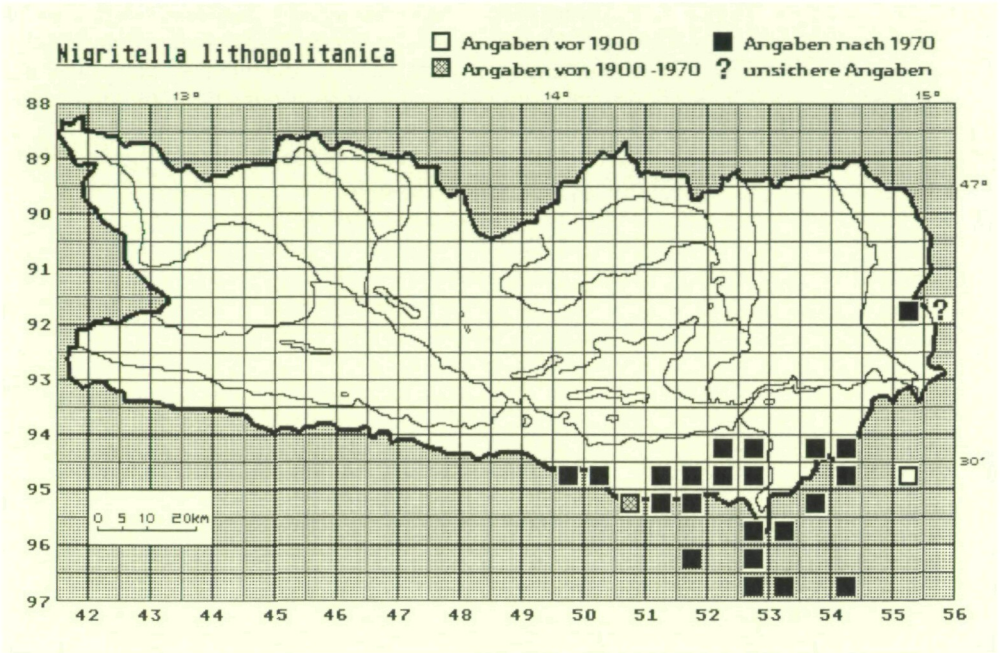 Nigritella lithopolitanica
Angaben vor 1900
Angaben nach 1970
Angaben von 1900 -1970
? unsichere Angaben
13° 14° 15°
88
89
47°
90
91
?
92
93
94
30'
95
0 5 10 20km
96
97
42 43 44 45 46 47 48 49 50 51 52 53 54 55 56